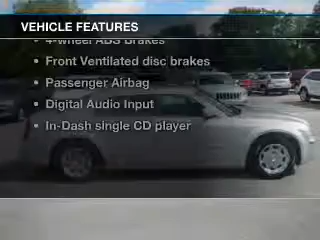 VEHICLE FEATURES
• 4-wheel ABS Brakes
• Front Ventilated disc brakes
• Passenger Airbag
• Digital Audio Input
• In-Dash single CD player